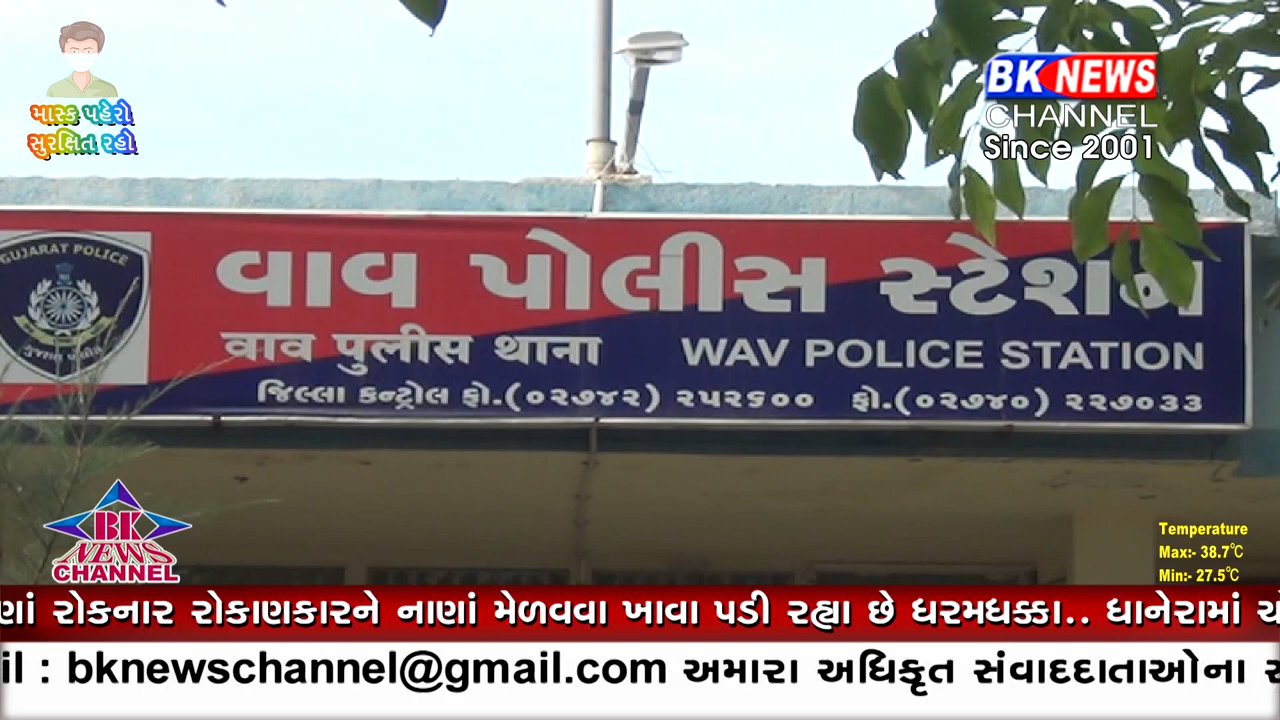 માસ્ક પહેરો
સુરક્ષિત રહો
BK NEWS
CHANNEL
Since 2001
GUJARAT POLICE
ગુજરાત પોલીસ
વાવ પોલીસ સ્ટેશન
वाव पुलीस थाना
WAV POLICE STATION
જિલ્લા કન્ટ્રોલ ફો.(૦૨૭૪૨) ૨૫૨૬૦૦ ફો.(૦૨૭૪૦) ૨૨૭૦૩૩
BK
NEWS
CHANNEL
Temperature
Max:- 38.7℃
Min:- 27.5℃
રોકનાર રોકાણકારને નાણાં મેળવવા ખાવા પડી રહ્યા છે ધરમધક્કા.. ધાનેરામાં
il : bknewschannel@gmail.com અમારા અધિકૃત સંવાદદાતાઓના